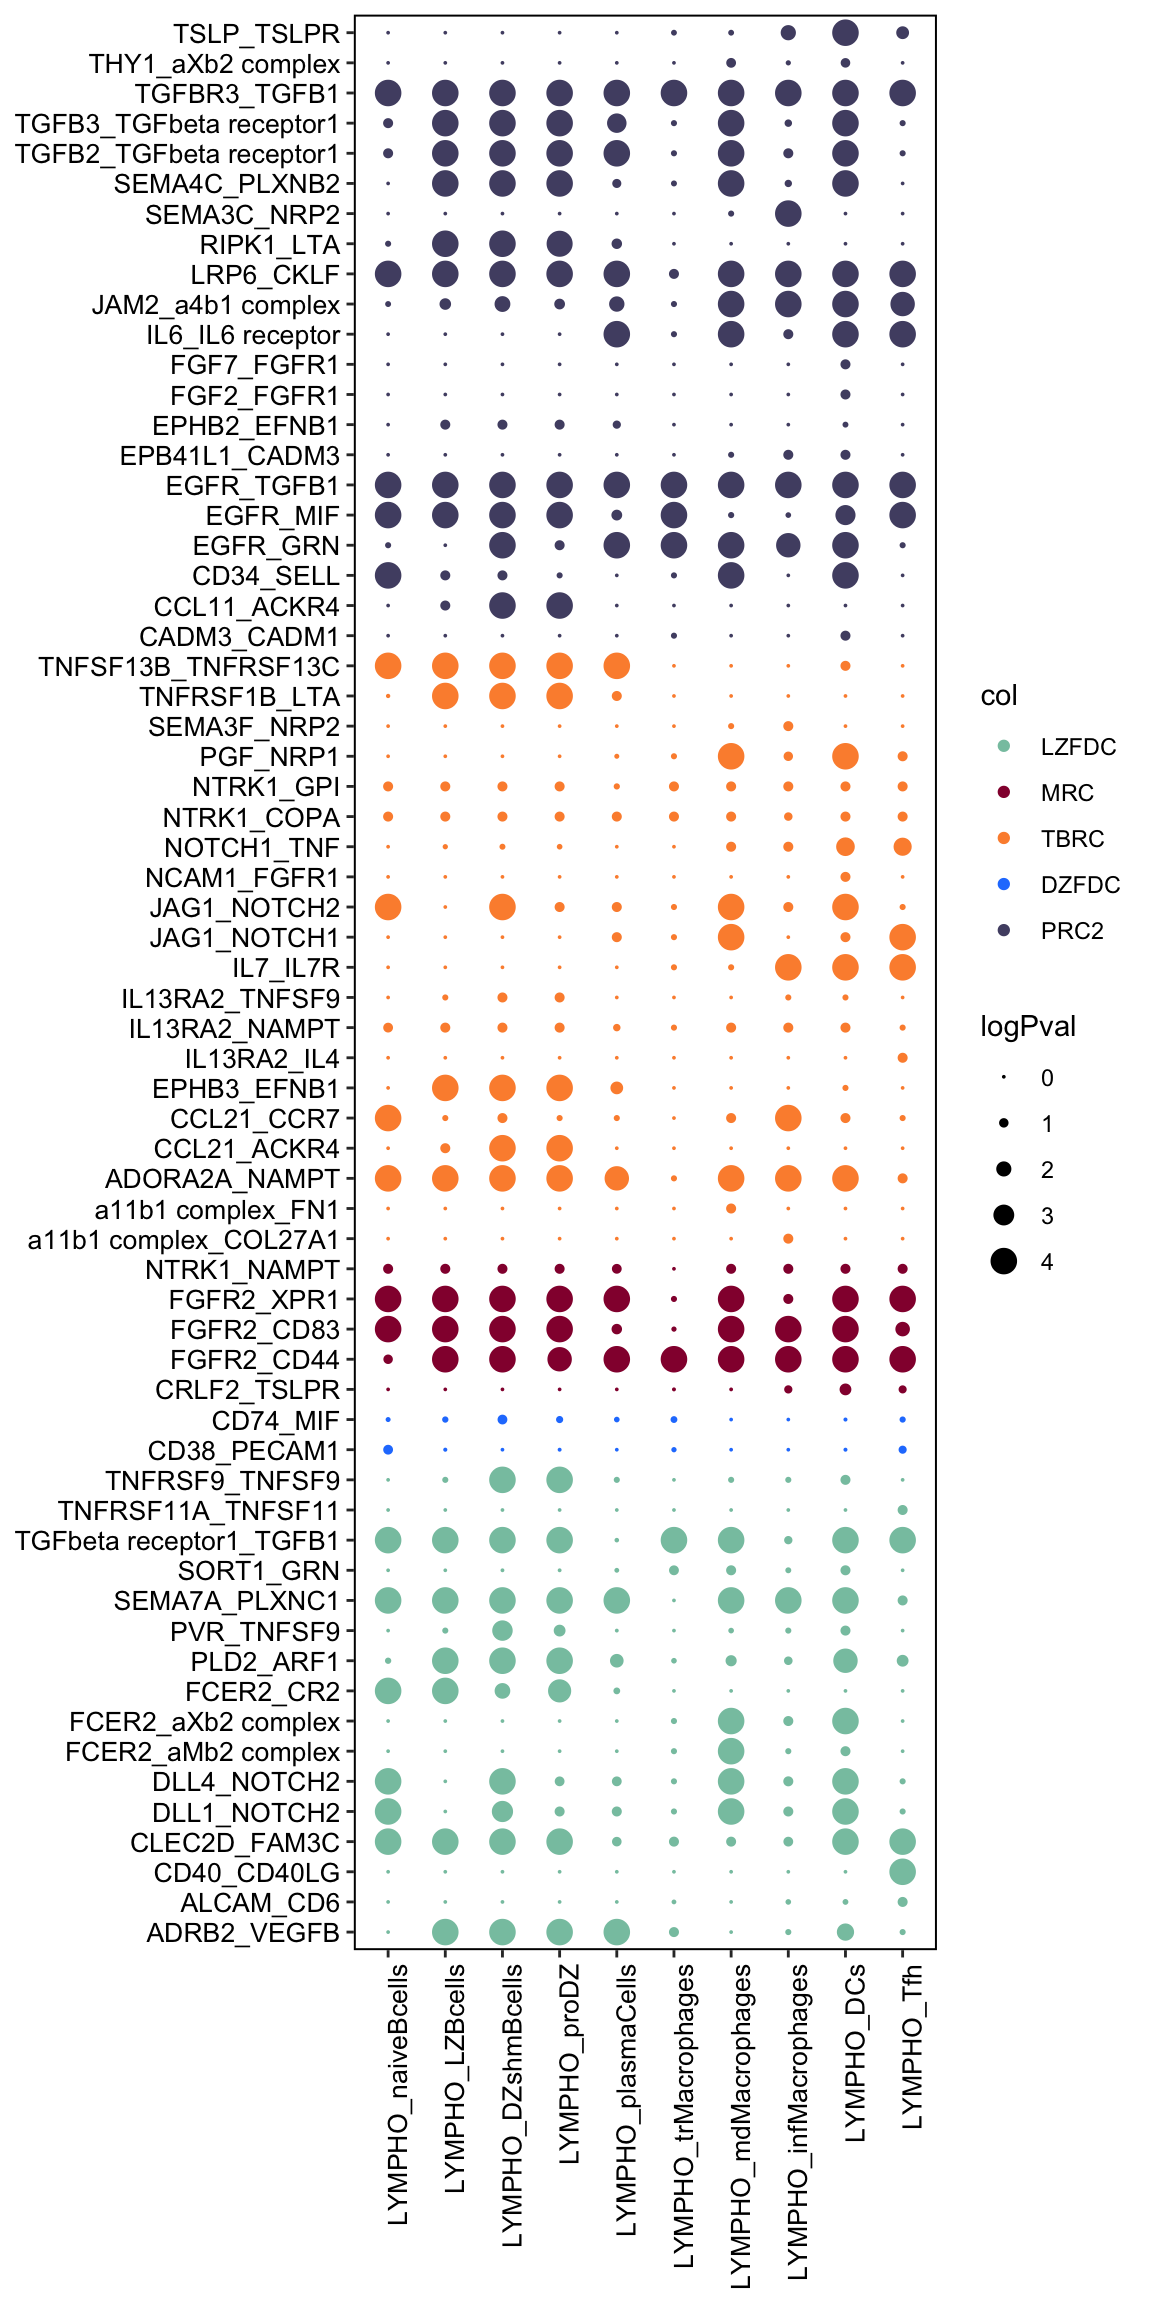 TSLP_TSLPR
THY1_aXb2 complex
TGFBR3_TGFB1
TGFB3_TGFbeta receptor1
TGFB2_TGFbeta receptor1
SEMA4C_PLXNB2
SEMA3C_NRP2
RIPK1_LTA
LRP6_CKLF
JAM2_a4b1 complex
IL6_IL6 receptor
FGF7_FGFR1
FGF2_FGFR1
EPHB2_EFNB1
EPB41L1_CADM3
EGFR_TGFB1
EGFR_MIF
EGFR_GRN
CD34_SELL
CCL11_ACKR4
CADM3_CADM1
TNFSF13B_TNFRSF13C
TNFRSF1B_LTA
SEMA3F_NRP2
PGF_NRP1
NTRK1_GPI
NTRK1_COPA
NOTCH1_TNF
NCAM1_FGFR1
JAG1_NOTCH2
JAG1_NOTCH1
IL7_IL7R
IL13RA2_TNFSF9
IL13RA2_NAMPT
IL13RA2_IL4
EPHB3_EFNB1
CCL21_CCR7
CCL21_ACKR4
ADORA2A_NAMPT
a11b1 complex_FN1
a11b1 complex_COL27A1
NTRK1_NAMPT
FGFR2_XPR1
FGFR2_CD83
FGFR2_CD44
CRLF2_TSLPR
CD74_MIF
CD38_PECAM1
TNFRSF9_TNFSF9
TNFRSF11A_TNFSF11
TGFbeta receptor1_TGFB1
SORT1_GRN
SEMA7A_PLXNC1
PVR_TNFSF9
PLD2_ARF1
FCER2_CR2
FCER2_aXb2 complex
FCER2_aMb2 complex
DLL4_NOTCH2
DLL1_NOTCH2
CLEC2D_FAM3C
CD40_CD40LG
ALCAM_CD6
ADRB2_VEGFB
LYMPHO_naiveBcells
LYMPHO_LZBcells
LYMPHO_DZshmBcells
LYMPHO_proDZ
LYMPHO_plasmaCells
LYMPHO_trMacrophages
LYMPHO_mdMacrophages
LYMPHO_infMacrophages
LYMPHO_DCs
LYMPHO_Tfh
col
LZFDC
MRC
TBRC
DZFDC
PRC2
logPval
0
1
2
3
4